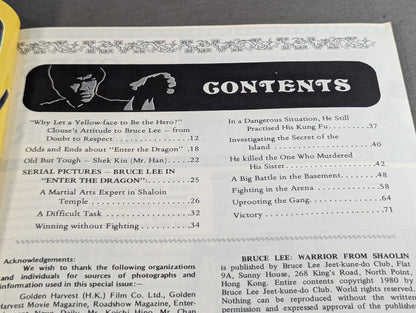 CONTENTS
"Why Let a Yellow-face to Be the Hero?"
Clouse's Attitude to Bruce Lee — from
Doubt to Respect . . . . . . . . . . . . . . . . .12
Odds and Ends about "Enter the Dragon" .18
Old But Tough — Shek Kin (Mr. Han) . . . . .22
SERIAL PICTURES — BRUCE LEE IN
"ENTER THE DRAGON": . . . . . . . . . . . .25
A Martial Arts Expert in Shaloin
Temple . . . . . . . . . . . . . . . . . . . . .26
A Difficult Task . . . . . . . . . . . . . . . . .32
Winning without Fighting . . . . . . . . . .34
In a Dangerous Situation, He Still
Practised His Kung Fu . . . . . . . . . . . .37
Investigating the Secret of the
Island . . . . . . . . . . . . . . . . . . . . . . .40
He killed the One Who Murdered
His Sister . . . . . . . . . . . . . . . . . . . . .42
A Big Battle in the Basement . . . . . . . .48
Fighting in the Arena . . . . . . . . . . . . .58
Uprooting the Gang . . . . . . . . . . . . . .64
Victory . . . . . . . . . . . . . . . . . . . . . . .71
Acknowledgements:
We wish to thank the following organizations
and individuals for sources of photographs and
information used in this special issue:—
Golden Harvest (H.K.) Film Co. Ltd., Golden
Harvest Movie Magazine, Roadshow Magazine, Enter-
News Daily, Mr. Koichi Hino, Mr. Chan
BRUCE LEE: WARRIOR FROM SHAOLIN
is published by Bruce Lee Jeet-kune-do Club, Flat
9A, Sunny House, 268 King's Road, North Point,
Hong Kong. Entire contents copyright 1980 by
Bruce Lee Jeet-kune-do Club. World rights reserved.
Nothing can be reproduced without the written
permission and expressed approval of the